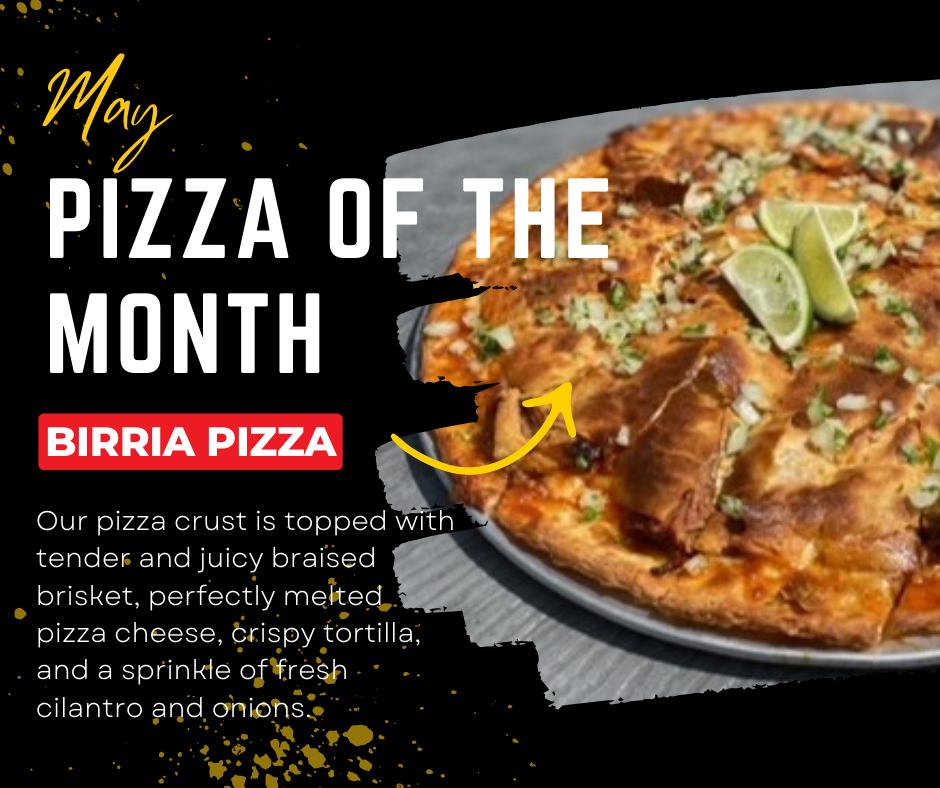 May
PIZZA OF THE
MONTH
BIRRIA PIZZA
Our pizza crust is topped with
tender and juicy braised
brisket, perfectly melted
pizza cheese, crispy tortilla,
and a sprinkle of fresh
cilantro and onions.